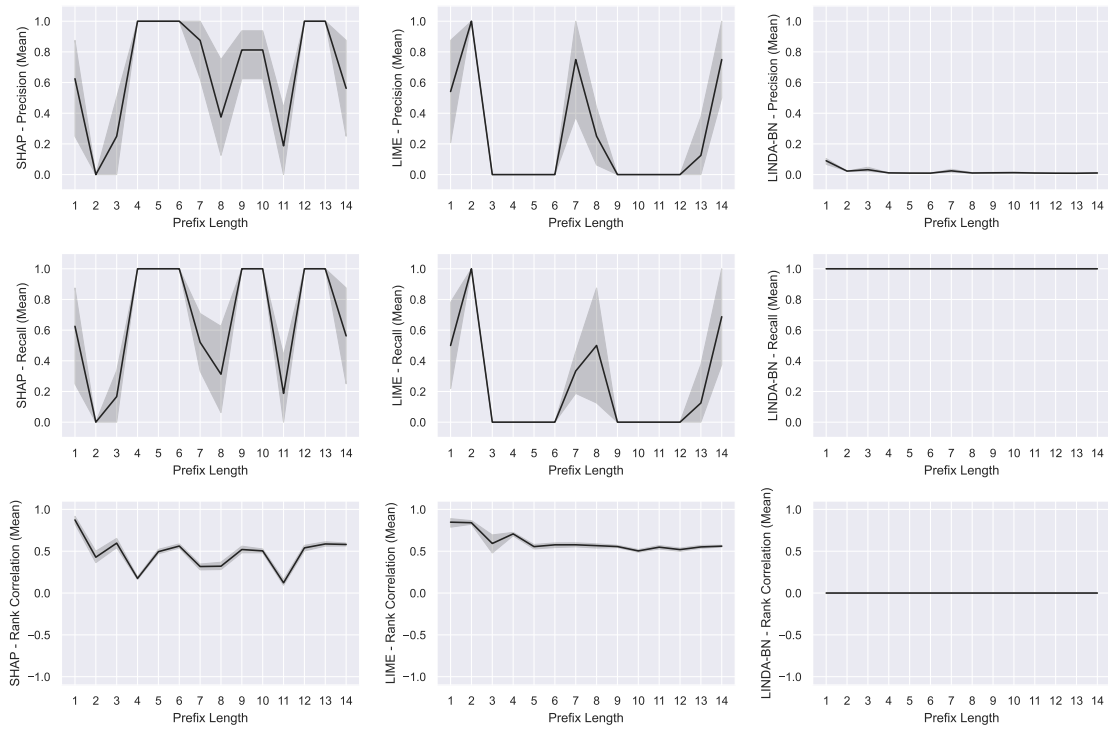 SHAP - Precision (Mean)
1.0
0.8
0.6
0.4
0.2
0.0
1 2 3 4 5 6 7 8 9 10 11 12 13 14
Prefix Length
LIME - Precision (Mean)
1.0
0.8
0.6
0.4
0.2
0.0
1 2 3 4 5 6 7 8 9 10 11 12 13 14
Prefix Length
LINDA-BN - Precision (Mean)
1.0
0.8
0.6
0.4
0.2
0.0
1 2 3 4 5 6 7 8 9 10 11 12 13 14
Prefix Length
SHAP - Recall (Mean)
1.0
0.8
0.6
0.4
0.2
0.0
1 2 3 4 5 6 7 8 9 10 11 12 13 14
Prefix Length
LIME - Recall (Mean)
1.0
0.8
0.6
0.4
0.2
0.0
1 2 3 4 5 6 7 8 9 10 11 12 13 14
Prefix Length
LINDA-BN - Recall (Mean)
1.0
0.8
0.6
0.4
0.2
0.0
1 2 3 4 5 6 7 8 9 10 11 12 13 14
Prefix Length
SHAP - Rank Correlation (Mean)
1.0
0.5
0.0
−0.5
−1.0
1 2 3 4 5 6 7 8 9 10 11 12 13 14
Prefix Length
LIME - Rank Correlation (Mean)
1.0
0.5
0.0
−0.5
−1.0
1 2 3 4 5 6 7 8 9 10 11 12 13 14
Prefix Length
LINDA-BN - Rank Correlation (Mean)
1.0
0.5
0.0
−0.5
−1.0
1 2 3 4 5 6 7 8 9 10 11 12 13 14
Prefix Length